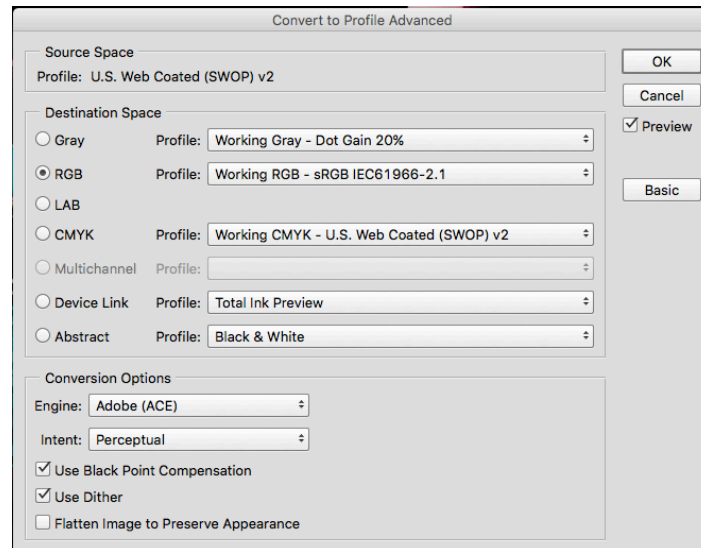 Convert to Profile Advanced
Source Space
Profile: U.S. Web Coated (SWOP) v2
OK
Cancel
Preview
Basic
Destination Space
Gray Profile: Working Gray - Dot Gain 20%
RGB Profile: Working RGB - sRGB IEC61966-2.1
LAB
CMYK Profile: Working CMYK - U.S. Web Coated (SWOP) v2
Multichannel Profile:
Device Link Profile: Total Ink Preview
Abstract Profile: Black & White
Conversion Options
Engine: Adobe (ACE)
Intent: Perceptual
Use Black Point Compensation
Use Dither
Flatten Image to Preserve Appearance